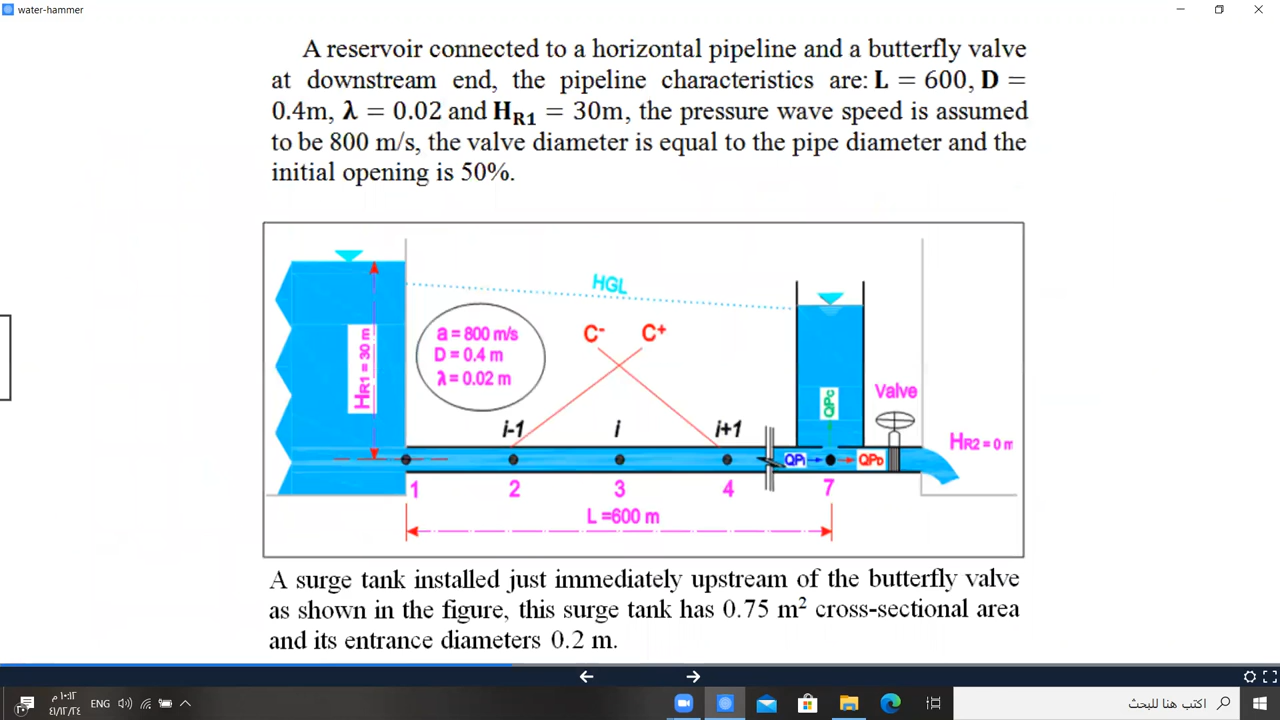 water-hammer
A reservoir connected to a horizontal pipeline and a butterfly valve
at downstream end, the pipeline characteristics are: L = 600, D =
0.4m, λ = 0.02 and HR1 = 30m, the pressure wave speed is assumed
to be 800 m/s, the valve diameter is equal to the pipe diameter and the
initial opening is 50%.
HGL
a = 800 m/s
D = 0.4 m
λ = 0.02 m
C- C+
HR1 = 30 m
QPC
Valve
i-1 i i+1
HR2 = 0 m
QPi QPD
1 2 3 4 7
L =600 m
A surge tank installed just immediately upstream of the butterfly valve
as shown in the figure, this surge tank has 0.75 m² cross-sectional area
and its entrance diameters 0.2 m.
١٠:١٢ م
ENG
اكتب هنا للبحث